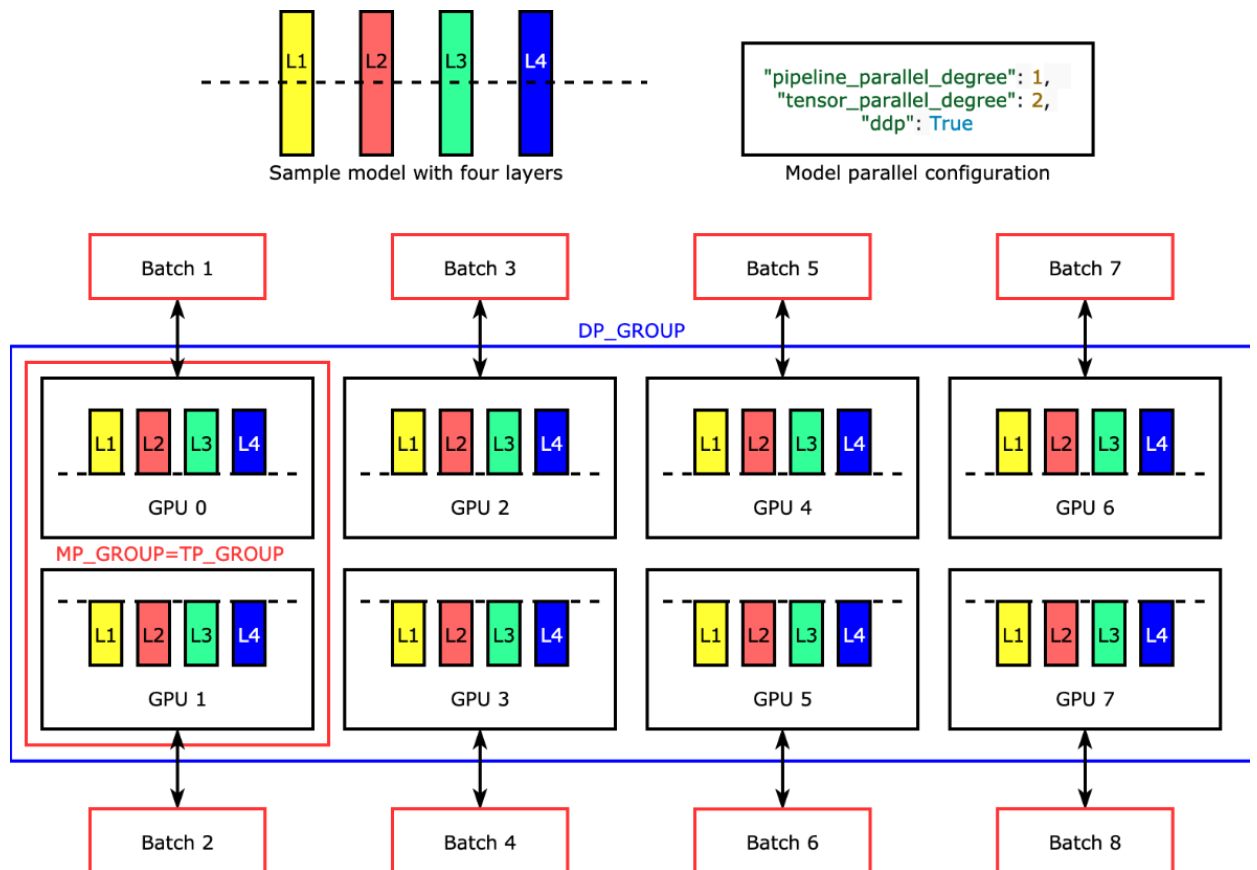 L1 L2 L3 L4
Sample model with four layers
"pipeline_parallel_degree": 1,
"tensor_parallel_degree": 2,
"ddp": True
Model parallel configuration
Batch 1 Batch 3 Batch 5 Batch 7
DP_GROUP
L1 L2 L3 L4 L1 L2 L3 L4 L1 L2 L3 L4 L1 L2 L3 L4
GPU 0 GPU 2 GPU 4 GPU 6
MP_GROUP=TP_GROUP
L1 L2 L3 L4 L1 L2 L3 L4 L1 L2 L3 L4 L1 L2 L3 L4
GPU 1 GPU 3 GPU 5 GPU 7
Batch 2 Batch 4 Batch 6 Batch 8